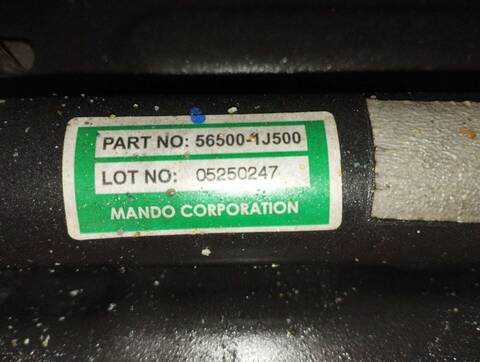 PART NO: 56500-1J500
LOT NO: 05250247
MANDO CORPORATION